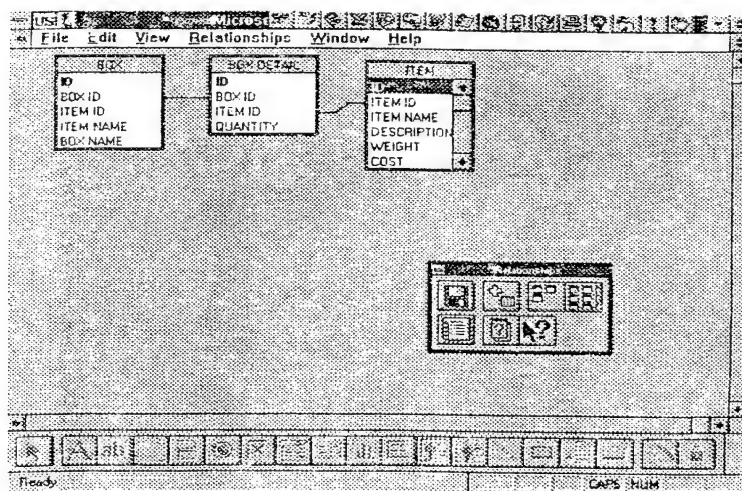 Microsoft
File Edit View Relationships Window Help
BOX
ID
BOX ID
ITEM ID
ITEM NAME
BOX NAME
BOX DETAIL
ID
BOX ID
ITEM ID
QUANTITY
ITEM
ITEM ID
ITEM NAME
DESCRIPTION
WEIGHT
COST
Relationships
Ready
CAPS NUM